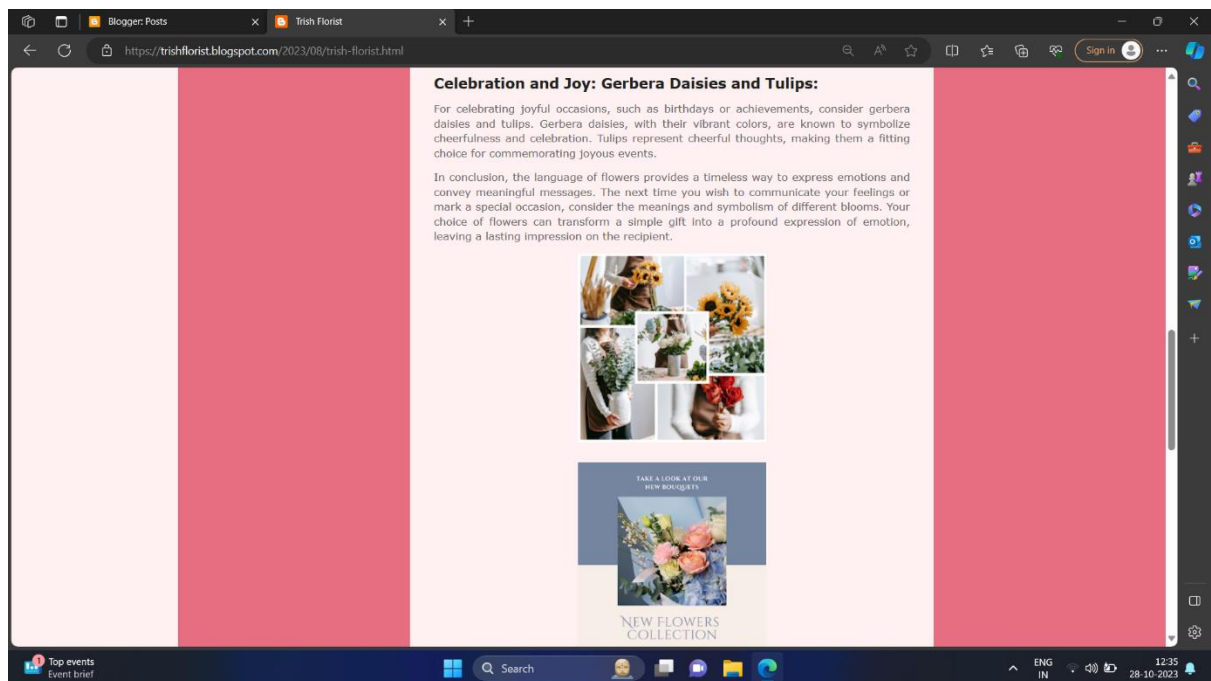 Blogger: Posts
Trish Florist
https://trishflorist.blogspot.com/2023/08/trish-florist.html
Sign in
Celebration and Joy: Gerbera Daisies and Tulips:
For celebrating joyful occasions, such as birthdays or achievements, consider gerbera
daisies and tulips. Gerbera daisies, with their vibrant colors, are known to symbolize
cheerfulness and celebration. Tulips represent cheerful thoughts, making them a fitting
choice for commemorating joyous events.
In conclusion, the language of flowers provides a timeless way to express emotions and
convey meaningful messages. The next time you wish to communicate your feelings or
mark a special occasion, consider the meanings and symbolism of different blooms. Your
choice of flowers can transform a simple gift into a profound expression of emotion,
leaving a lasting impression on the recipient.
TAKE A LOOK AT OUR
NEW BOUQUETS
NEW FLOWERS
COLLECTION
1
Top events
Event brief
Search
ENG
IN
12:35
28-10-2023